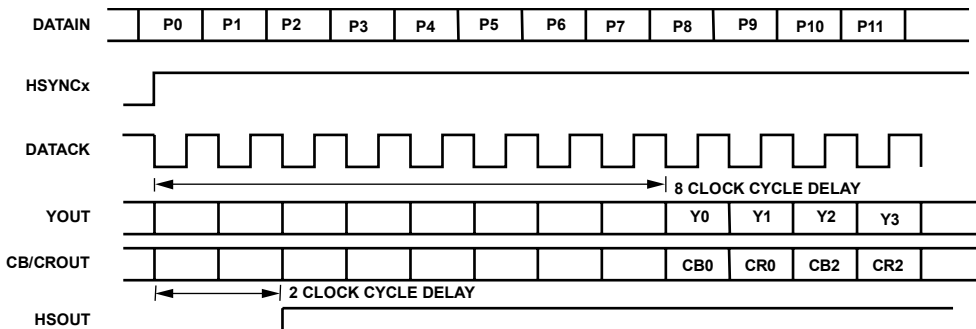 DATAIN P0 P1 P2 P3 P4 P5 P6 P7 P8 P9 P10 P11
HSYNCx
DATACK
8 CLOCK CYCLE DELAY
YOUT Y0 Y1 Y2 Y3
CB/CROUT CB0 CR0 CB2 CR2
2 CLOCK CYCLE DELAY
HSOUT